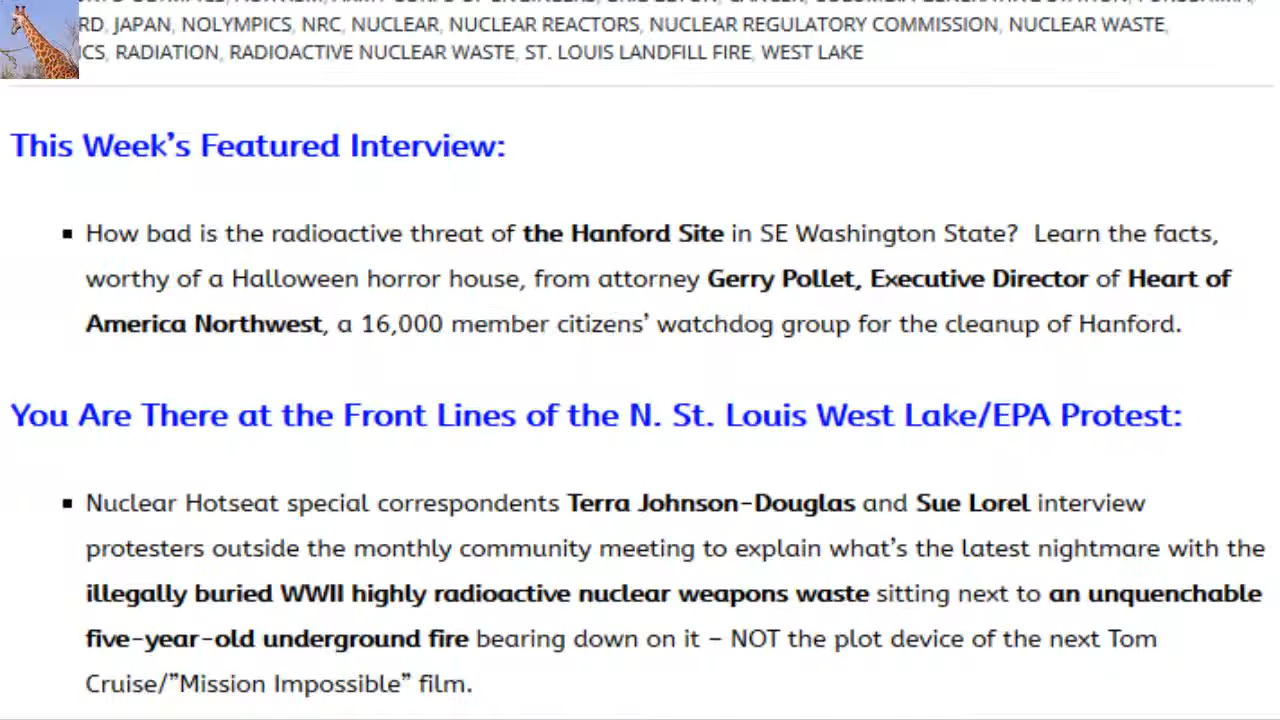 RD, JAPAN, NOLYMPICS, NRC, NUCLEAR, NUCLEAR REACTORS, NUCLEAR REGULATORY COMMISSION, NUCLEAR WASTE,
CS, RADIATION, RADIOACTIVE NUCLEAR WASTE, ST. LOUIS LANDFILL FIRE, WEST LAKE
This Week’s Featured Interview:
▪ How bad is the radioactive threat of the Hanford Site in SE Washington State?  Learn the facts,
worthy of a Halloween horror house, from attorney Gerry Pollet, Executive Director of Heart of
America Northwest, a 16,000 member citizens’ watchdog group for the cleanup of Hanford.
You Are There at the Front Lines of the N. St. Louis West Lake/EPA Protest:
▪ Nuclear Hotseat special correspondents Terra Johnson-Douglas and Sue Lorel interview
protesters outside the monthly community meeting to explain what’s the latest nightmare with the
illegally buried WWII highly radioactive nuclear weapons waste sitting next to an unquenchable
five-year-old underground fire bearing down on it – NOT the plot device of the next Tom
Cruise/”Mission Impossible” film.